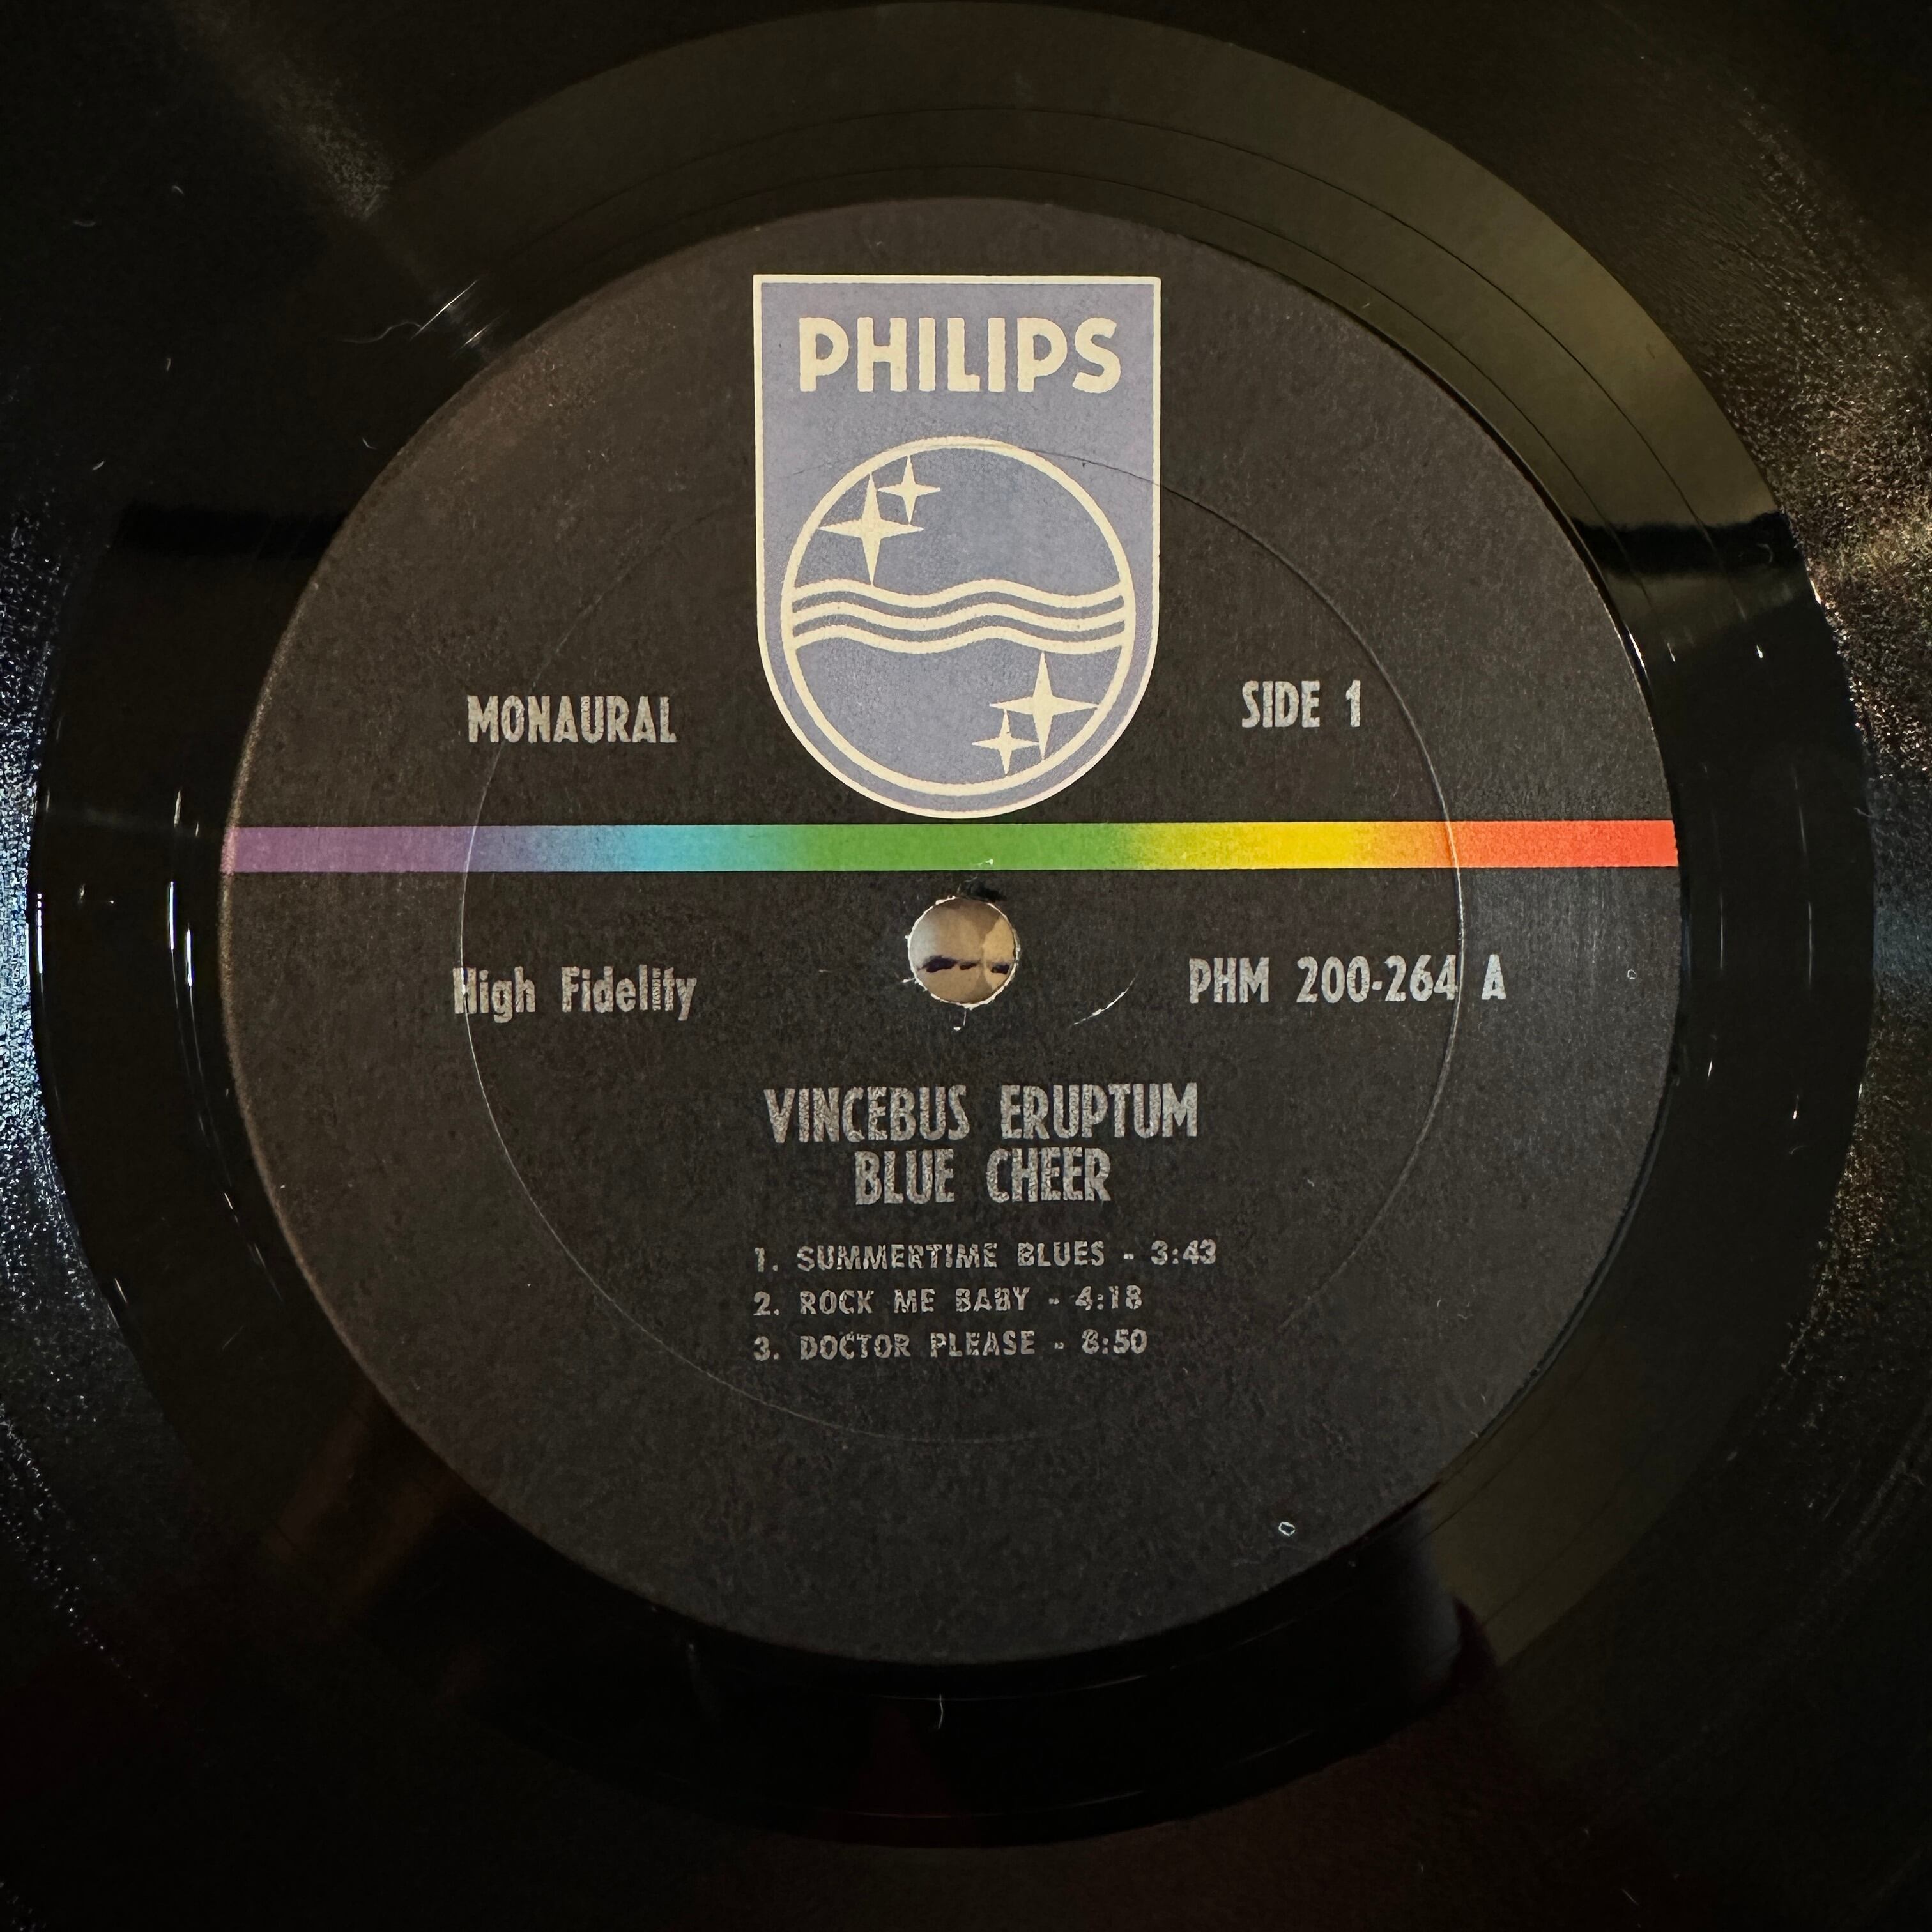 PHILIPS
MONAURAL
SIDE 1
High Fidelity
PHM 200-264 A
VINCEBUS ERUPTUM
BLUE CHEER
1. SUMMERTIME BLUES - 3:43
2. ROCK ME BABY - 4:18
3. DOCTOR PLEASE - 8:50